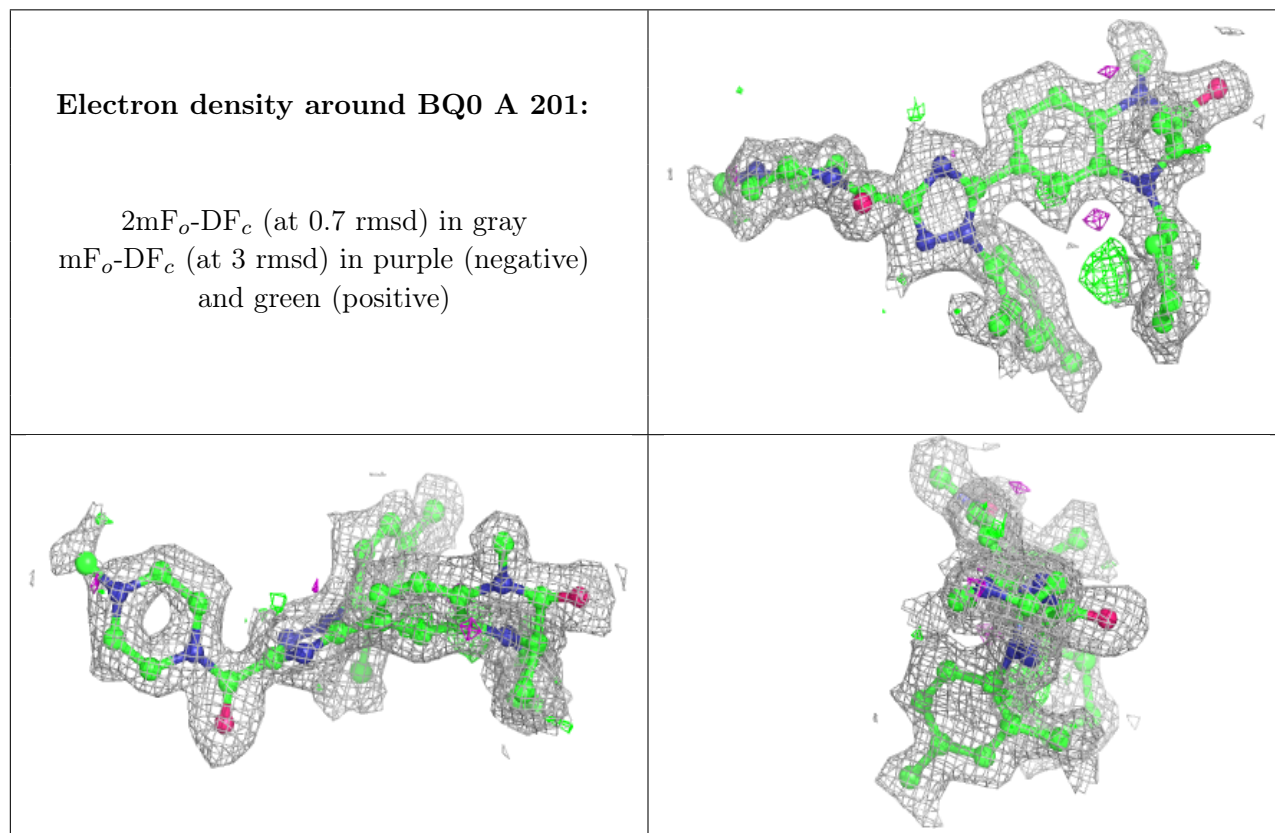 Electron density around BQ0 A 201:
2mFₒ-DF𝒸 (at 0.7 rmsd) in gray
mFₒ-DF𝒸 (at 3 rmsd) in purple (negative)
and green (positive)